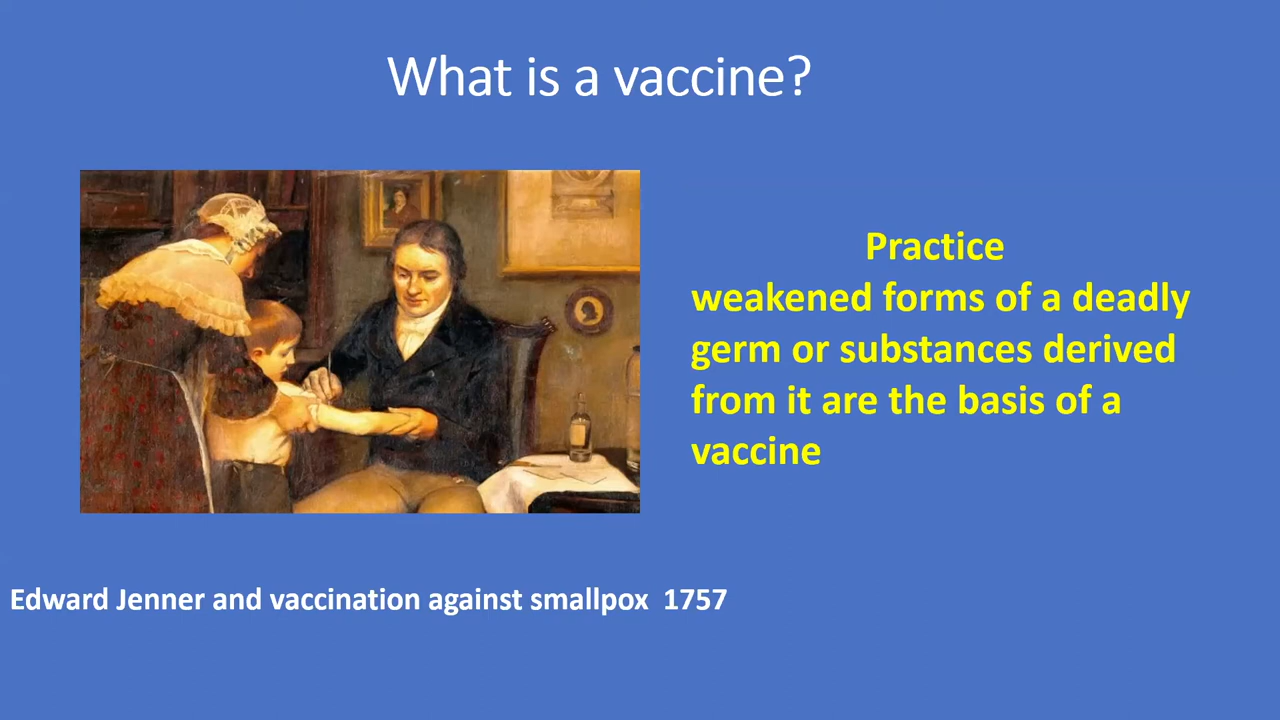 What is a vaccine?
Practice
weakened forms of a deadly
germ or substances derived
from it are the basis of a
vaccine
Edward Jenner and vaccination against smallpox  1757